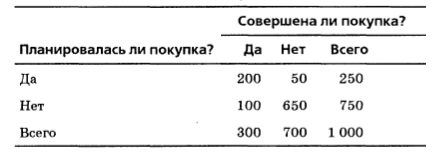 Совершена ли покупка?
Планировалась ли покупка? Да Нет Всего
Да 200 50 250
Нет 100 650 750
Всего 300 700 1 000